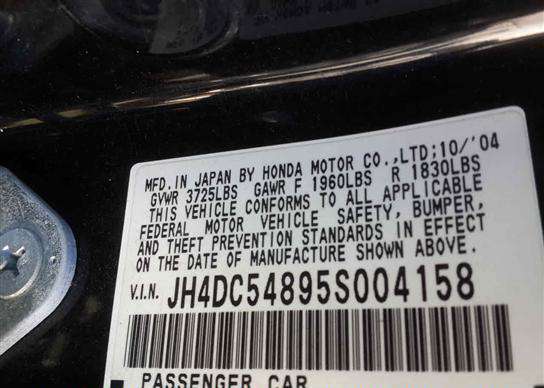 MFD. IN JAPAN BY HONDA MOTOR CO., LTD; 10/'04
GVWR 3725LBS GAWR F 1960LBS R 1830LBS
THIS VEHICLE CONFORMS TO ALL APPLICABLE
FEDERAL MOTOR VEHICLE SAFETY, BUMPER,
AND THEFT PREVENTION STANDARDS IN EFFECT
ON THE DATE OF MANUFACTURE SHOWN ABOVE.
V.I.N. JH4DC54895S004158
PASSENGER CAR